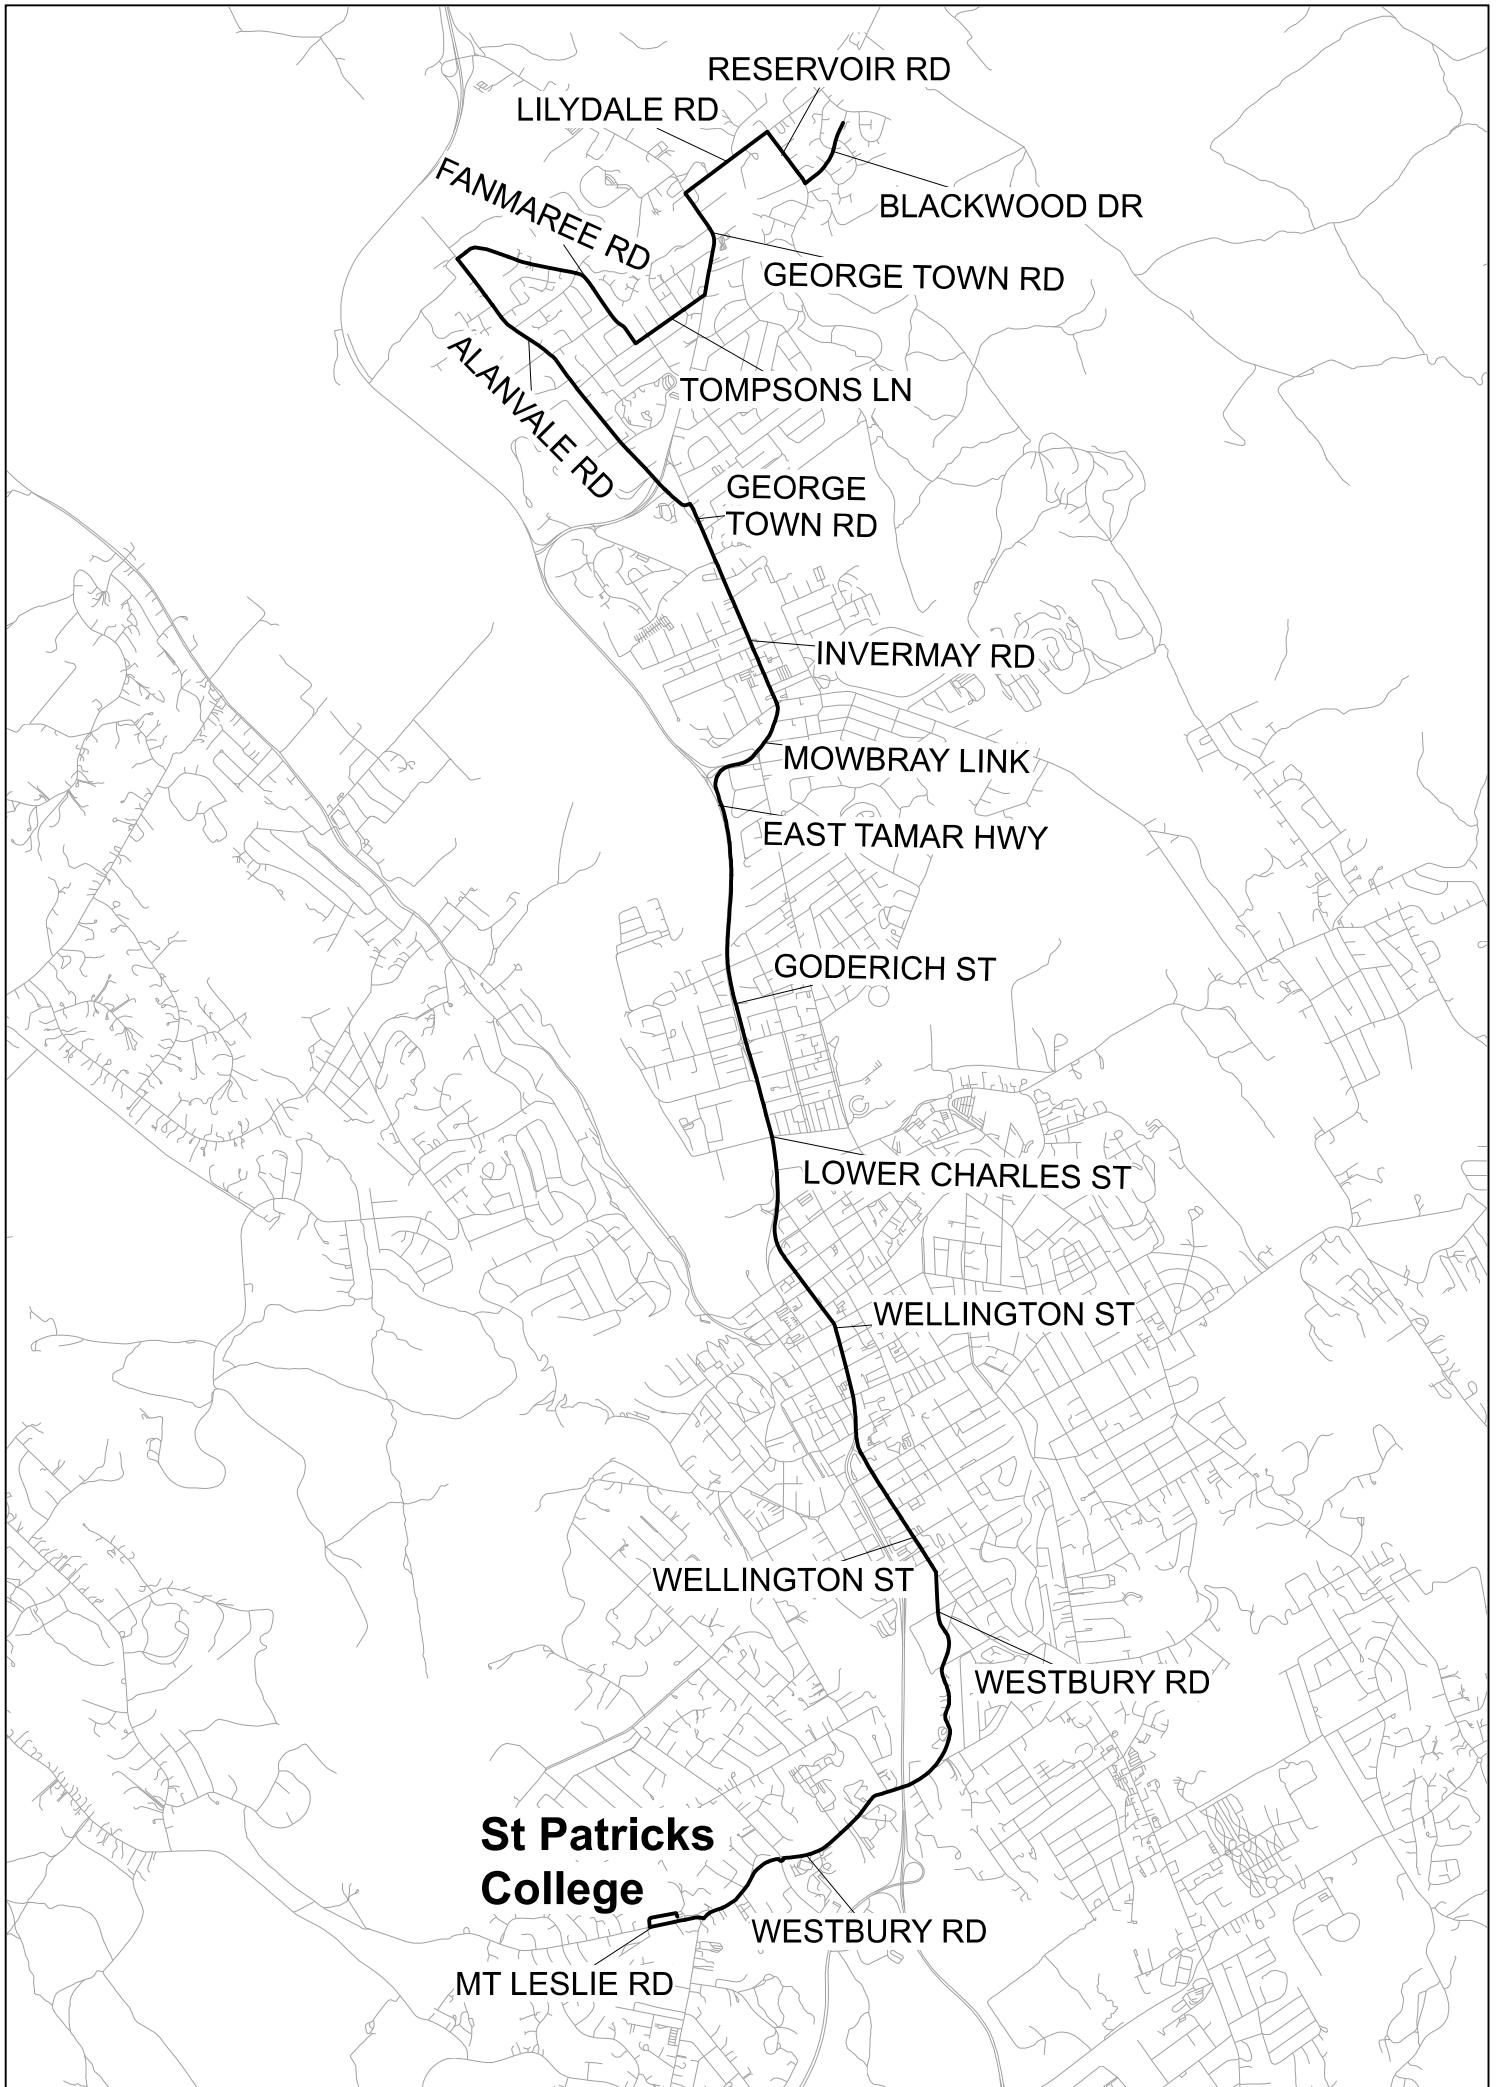 RESERVOIR RD
LILYDALE RD
FANMAREE RD
BLACKWOOD DR
GEORGE TOWN RD
ALANVALE RD
TOMPSONS LN
GEORGE
TOWN RD
INVERMAY RD
MOWBRAY LINK
EAST TAMAR HWY
GODERICH ST
LOWER CHARLES ST
WELLINGTON ST
WELLINGTON ST
WESTBURY RD
St Patricks
College
WESTBURY RD
MT LESLIE RD